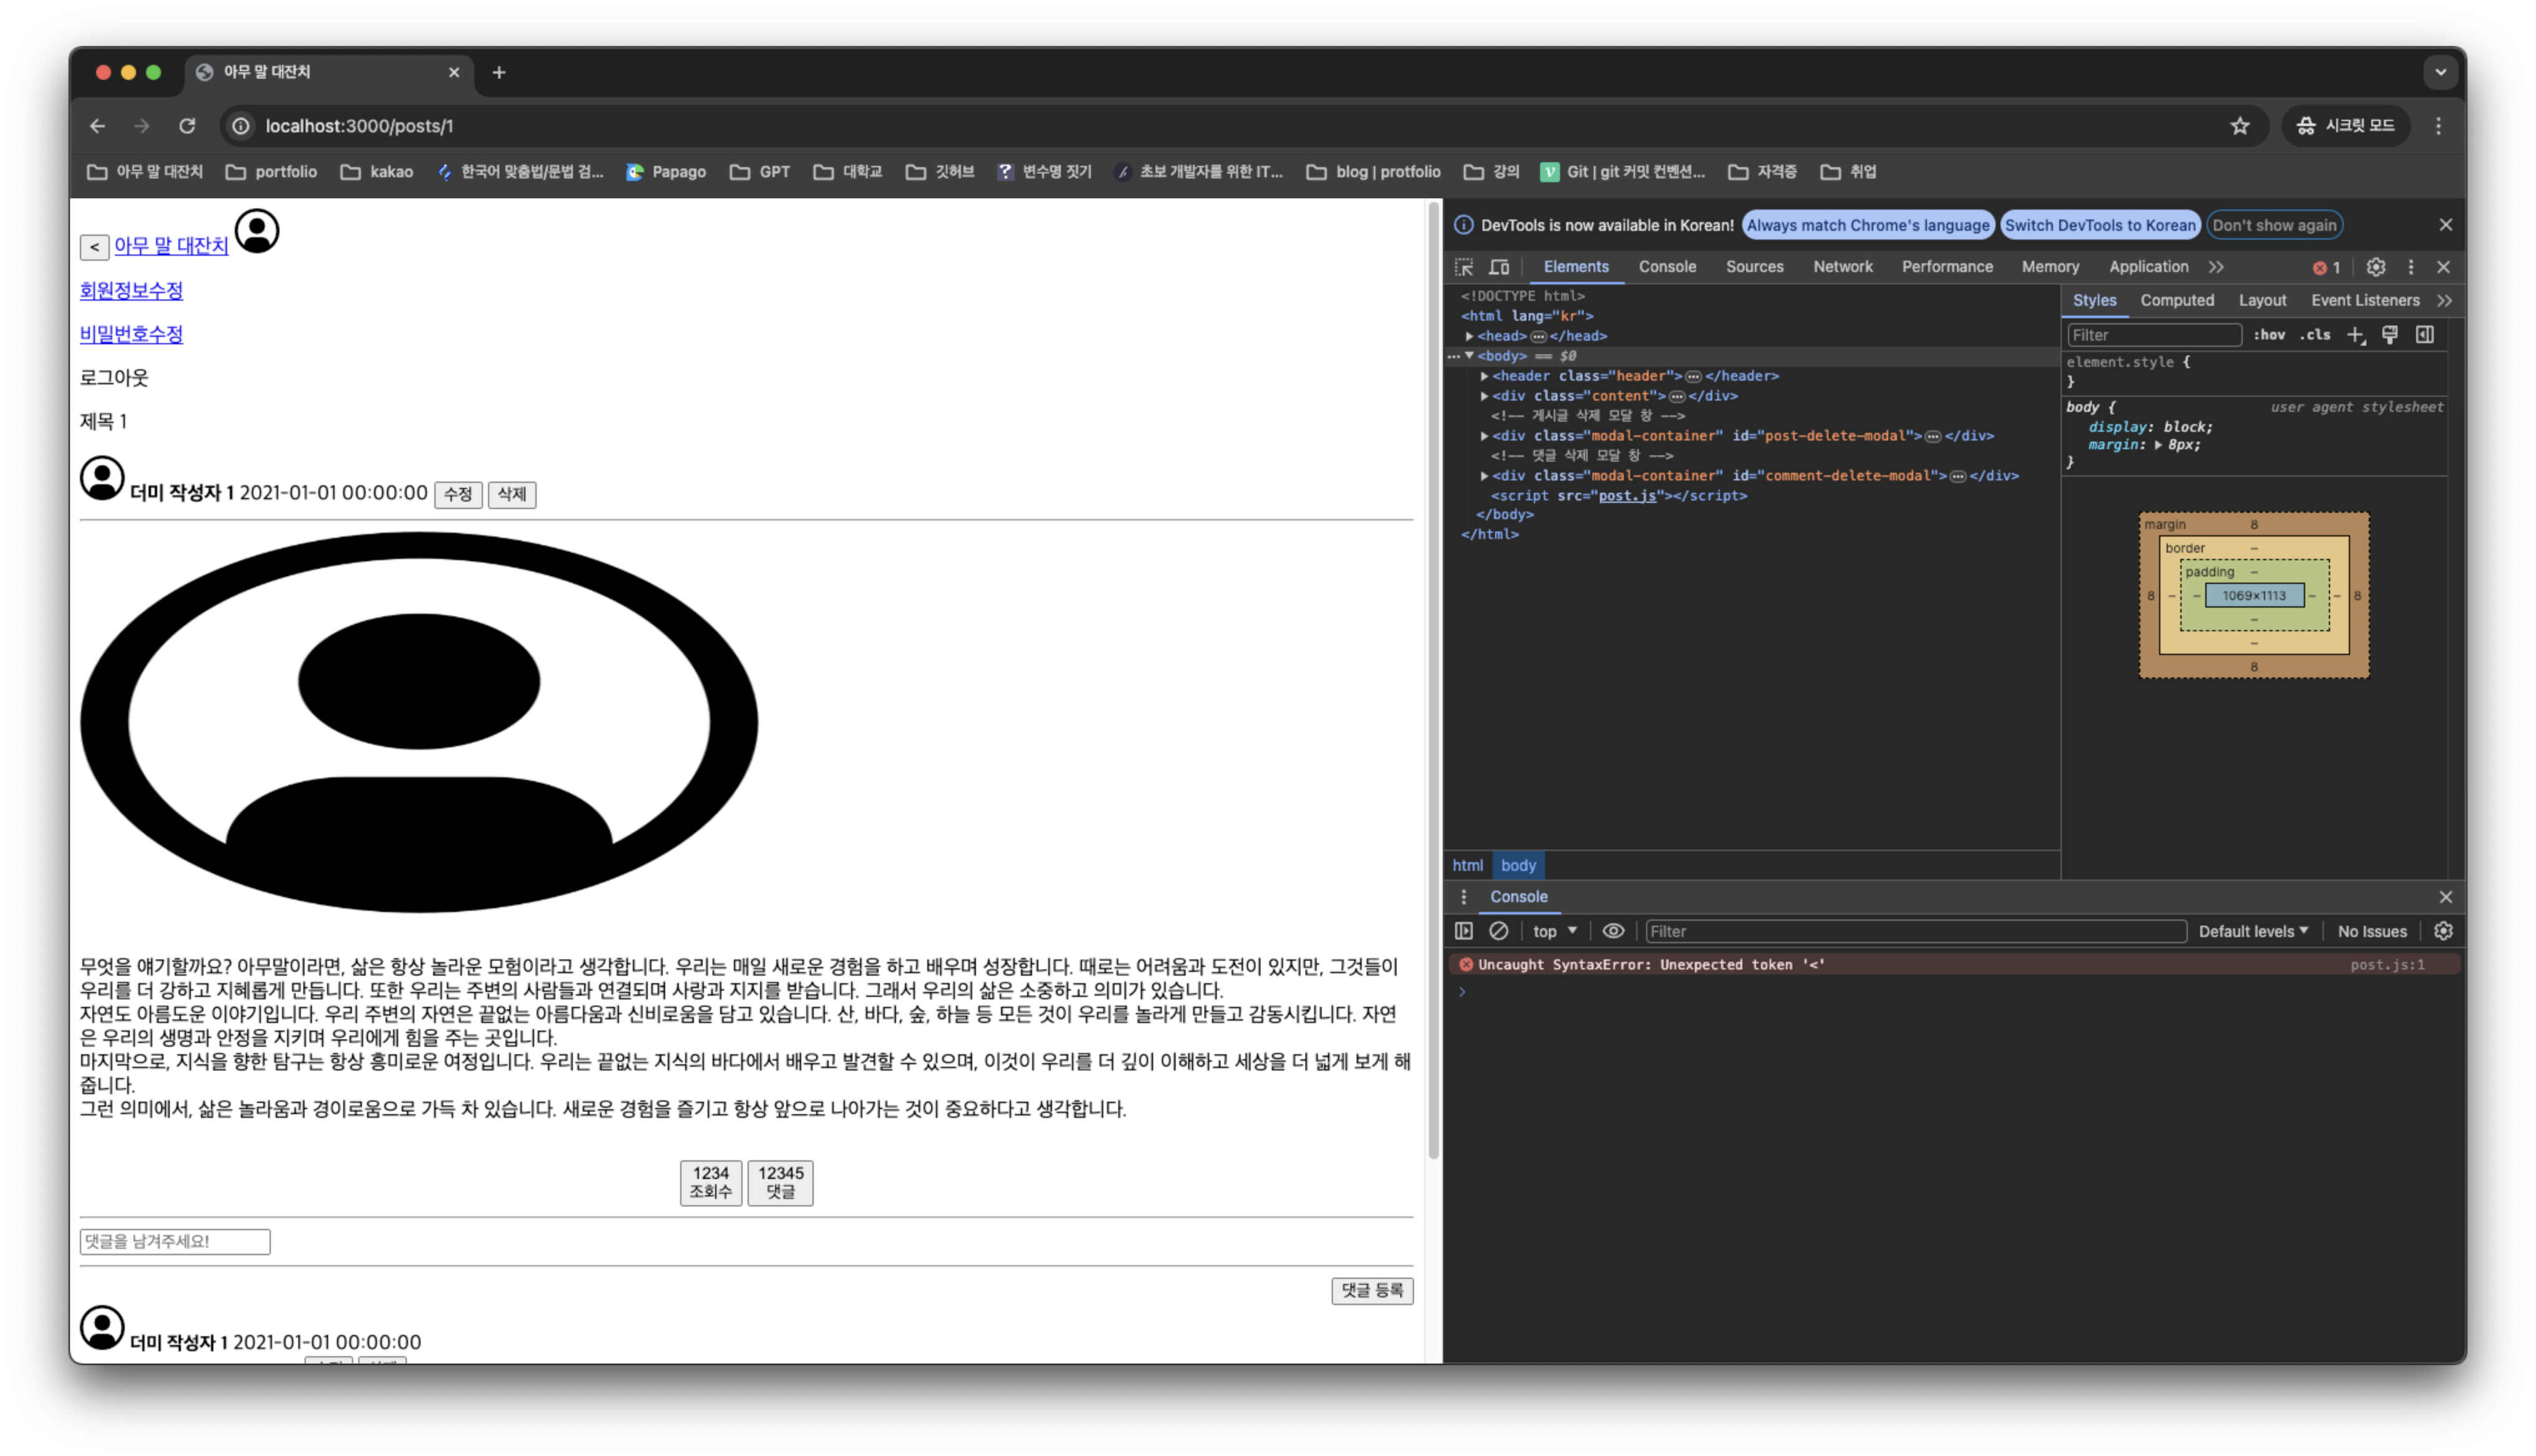 아무 말 대잔치
localhost:3000/posts/1
시크릿 모드
아무 말 대잔치 portfolio kakao 한국어 맞춤법/문법 검... Papago GPT 대학교 깃허브 변수명 짓기 초보 개발자를 위한 IT... blog | protfolio 강의 Git | git 커밋 컨벤션... 자격증 취업
< 아무 말 대잔치
회원정보수정
비밀번호수정
로그아웃
제목 1
더미 작성자 1 2021-01-01 00:00:00 수정 삭제
무엇을 얘기할까요? 아무말이라면, 삶은 항상 놀라운 모험이라고 생각합니다. 우리는 매일 새로운 경험을 하고 배우며 성장합니다. 때로는 어려움과 도전이 있지만, 그것들이
우리를 더 강하고 지혜롭게 만듭니다. 또한 우리는 주변의 사람들과 연결되며 사랑과 지지를 받습니다. 그래서 우리의 삶은 소중하고 의미가 있습니다.
자연도 아름도운 이야기입니다. 우리 주변의 자연은 끝없는 아름다움과 신비로움을 담고 있습니다. 산, 바다, 숲, 하늘 등 모든 것이 우리를 놀라게 만들고 감동시킵니다. 자연
은 우리의 생명과 안정을 지키며 우리에게 힘을 주는 곳입니다.
마지막으로, 지식을 향한 탐구는 항상 흥미로운 여정입니다. 우리는 끝없는 지식의 바다에서 배우고 발견할 수 있으며, 이것이 우리를 더 깊이 이해하고 세상을 더 넓게 보게 해
줍니다.
그런 의미에서, 삶은 놀라움과 경이로움으로 가득 차 있습니다. 새로운 경험을 즐기고 항상 앞으로 나아가는 것이 중요하다고 생각합니다.
1234 12345
조회수 댓글
댓글을 남겨주세요!
댓글 등록
더미 작성자 1 2021-01-01 00:00:00
DevTools is now available in Korean! Always match Chrome's language Switch DevTools to Korean Don't show again
Elements Console Sources Network Performance Memory Application 1
<!DOCTYPE html>
<html lang="kr">
<head> ... </head>
... <body> == $0
<header class="header"> ... </header>
<div class="content"> ... </div>
<!-- 게시글 삭제 모달 창 -->
<div class="modal-container" id="post-delete-modal"> ... </div>
<!-- 댓글 삭제 모달 창 -->
<div class="modal-container" id="comment-delete-modal"> ... </div>
<script src="post.js"></script>
</body>
</html>
Styles Computed Layout Event Listeners
Filter :hov .cls
element.style {
}
body { user agent stylesheet
display: block;
margin: 8px;
}
margin 8
border –
padding –
8 – – 1069×1113 – – 8
–
–
8
html body
Console
top Filter Default levels No Issues
Uncaught SyntaxError: Unexpected token '<' post.js:1